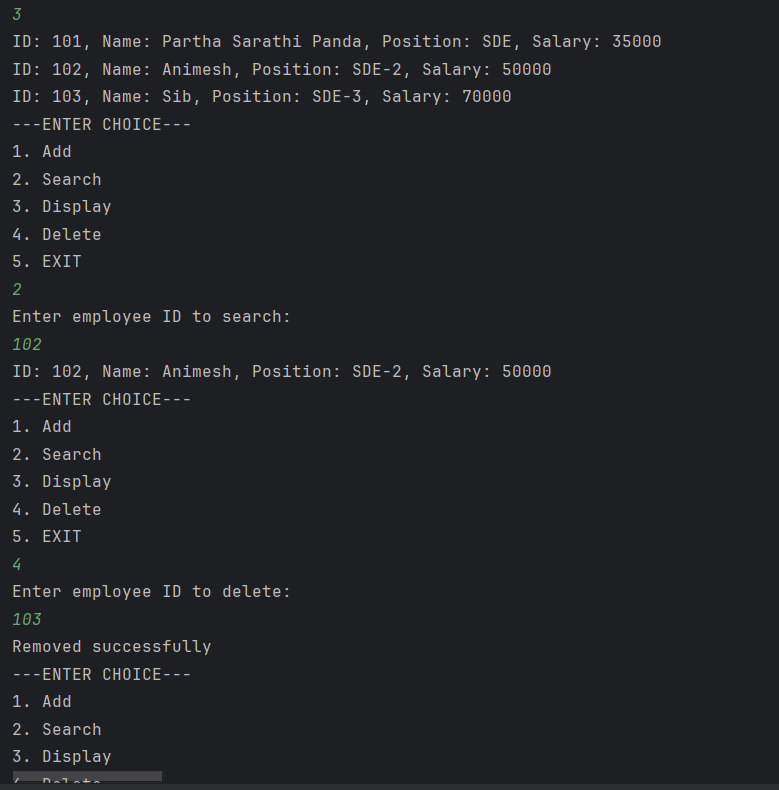 3
ID: 101, Name: Partha Sarathi Panda, Position: SDE, Salary: 35000
ID: 102, Name: Animesh, Position: SDE-2, Salary: 50000
ID: 103, Name: Sib, Position: SDE-3, Salary: 70000
---ENTER CHOICE---
1. Add
2. Search
3. Display
4. Delete
5. EXIT
2
Enter employee ID to search:
102
ID: 102, Name: Animesh, Position: SDE-2, Salary: 50000
---ENTER CHOICE---
1. Add
2. Search
3. Display
4. Delete
5. EXIT
4
Enter employee ID to delete:
103
Removed successfully
---ENTER CHOICE---
1. Add
2. Search
3. Display
4. Delete